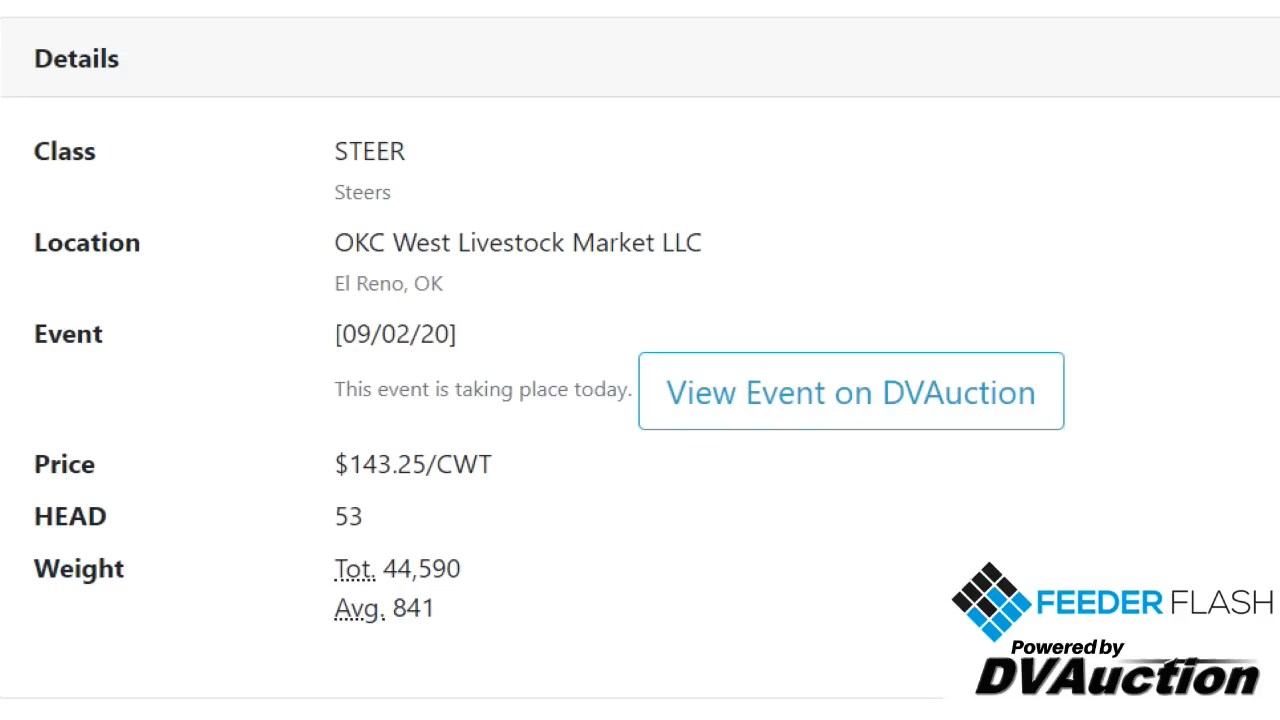 Details
Class STEER
Steers
Location OKC West Livestock Market LLC
El Reno, OK
Event [09/02/20]
This event is taking place today. View Event on DVAuction
Price $143.25/CWT
HEAD 53
Weight Tot. 44,590
Avg. 841
FEEDER FLASH
Powered by
DVAuction